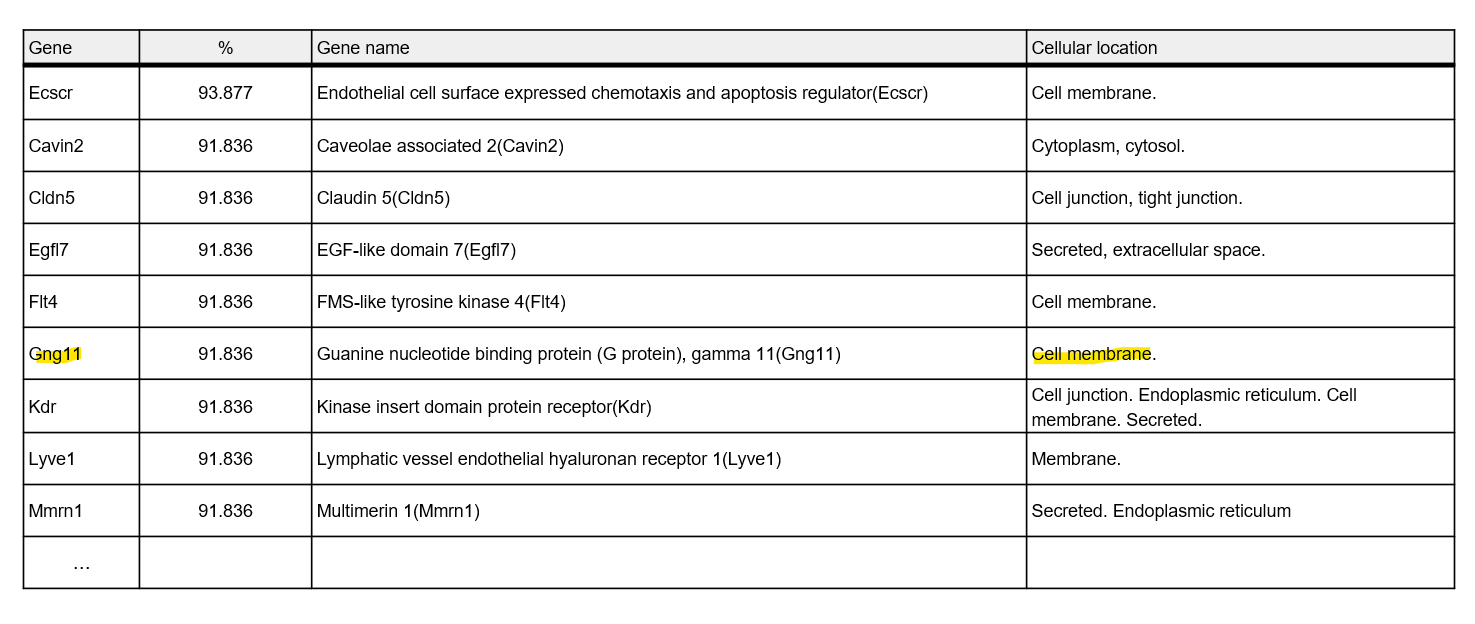 Gene % Gene name Cellular location
Ecscr 93.877 Endothelial cell surface expressed chemotaxis and apoptosis regulator(Ecscr) Cell membrane.
Cavin2 91.836 Caveolae associated 2(Cavin2) Cytoplasm, cytosol.
Cldn5 91.836 Claudin 5(Cldn5) Cell junction, tight junction.
Egfl7 91.836 EGF-like domain 7(Egfl7) Secreted, extracellular space.
Flt4 91.836 FMS-like tyrosine kinase 4(Flt4) Cell membrane.
Gng11 91.836 Guanine nucleotide binding protein (G protein), gamma 11(Gng11) Cell membrane.
Kdr 91.836 Kinase insert domain protein receptor(Kdr) Cell junction. Endoplasmic reticulum. Cell
membrane. Secreted.
Lyve1 91.836 Lymphatic vessel endothelial hyaluronan receptor 1(Lyve1) Membrane.
Mmrn1 91.836 Multimerin 1(Mmrn1) Secreted. Endoplasmic reticulum
…